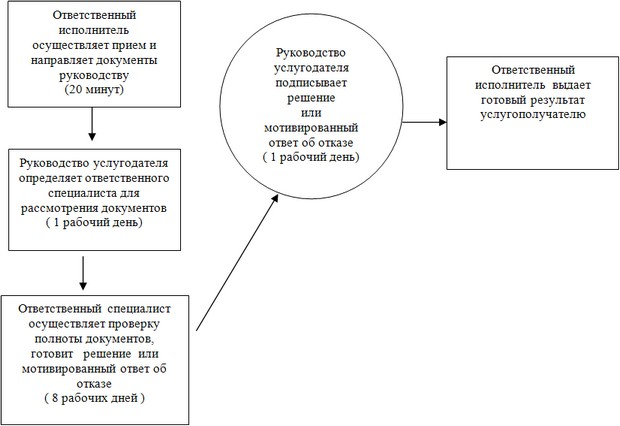 Ответственный
исполнитель
осуществляет прием и
направляет документы
руководству
(20 минут)
Руководство услугодателя
определяет ответственного
специалиста для
рассмотрения документов
( 1 рабочий день)
Ответственный специалист
осуществляет проверку
полноты документов,
готовит решение или
мотивированный ответ об
отказе
( 8 рабочих дней )
Руководство
услугодателя
подписывает
решение
или
мотивированный
ответ об отказе
( 1 рабочий день)
Ответственный
исполнитель выдает
готовый результат
услугополучателю